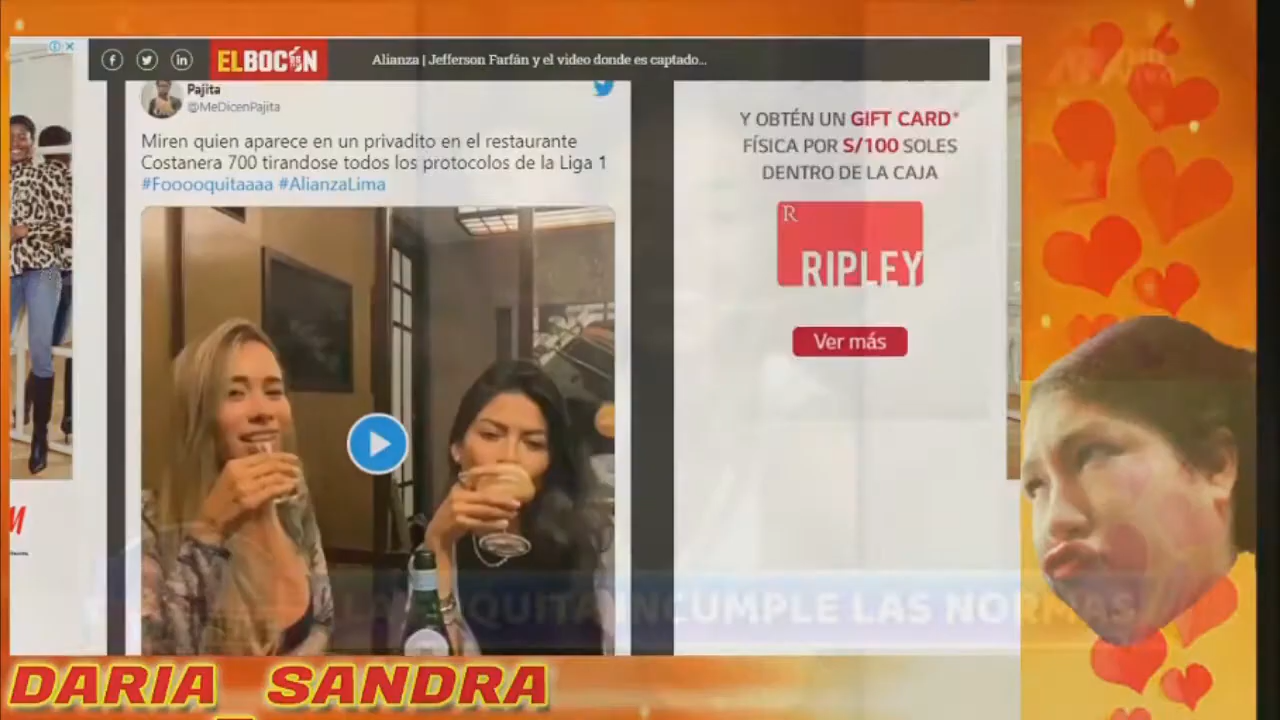 EL BOCÓN
Alianza | Jefferson Farfán y el video donde es captado...
Pajita
@MeDicenPajita
Miren quien aparece en un privadito en el restaurante
Costanera 700 tirandose todos los protocolos de la Liga 1
#Fooooquitaaaa #AlianzaLima
Y OBTÉN UN GIFT CARD*
FÍSICA POR S/100 SOLES
DENTRO DE LA CAJA
R
RIPLEY
Ver más
INCUMPLE LAS NORMAS
DARIA SANDRA